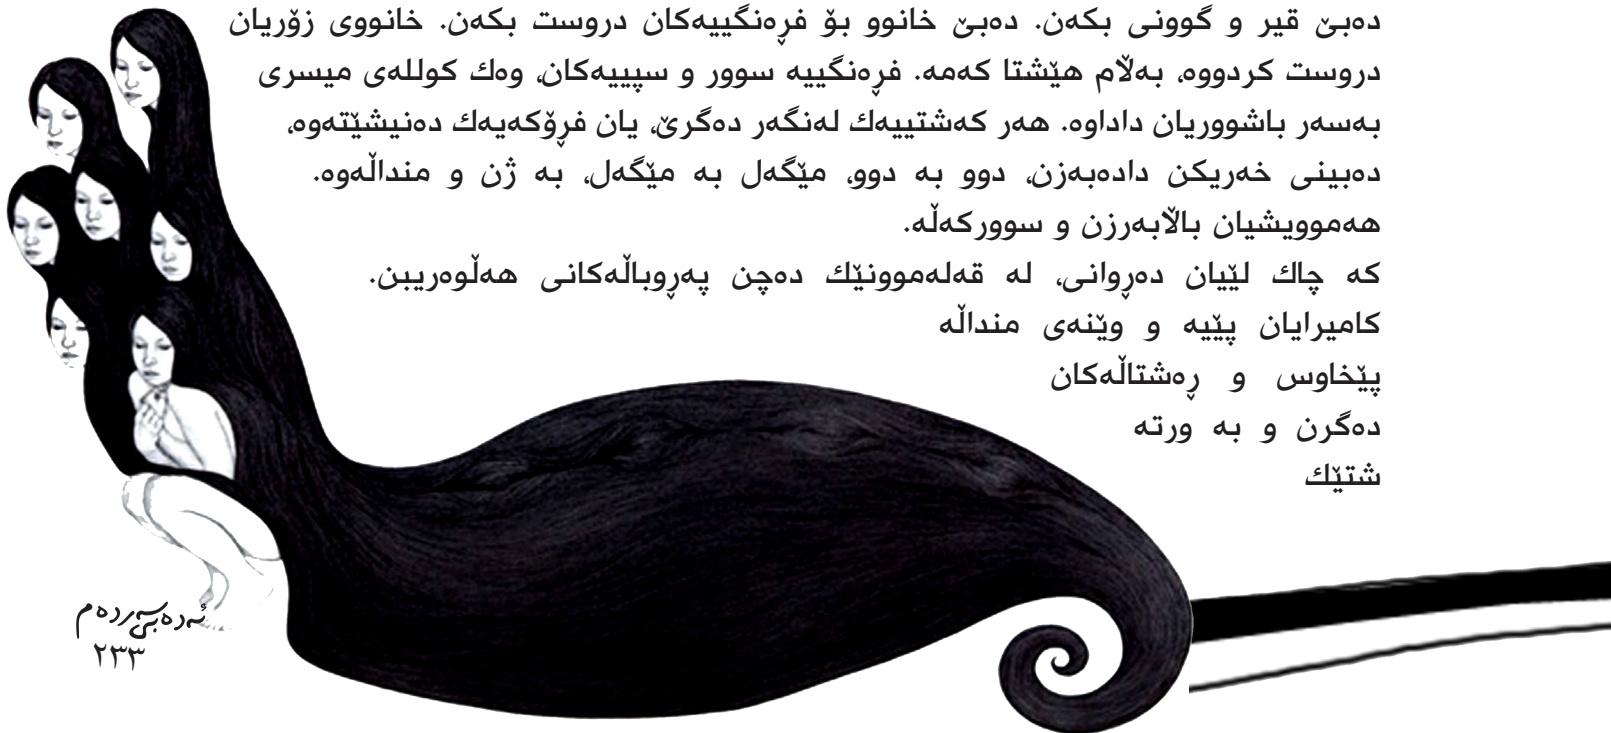 دەبێ قیر و گوونی بکەن. دەبێ خانوو بۆ فڕەنگییەکان دروست بکەن. خانووی زۆریان
دروست کردووە، بەڵام هێشتا کەمە. فڕەنگییە سوور و سپییەکان، وەك کوللەی میسری
بەسەر باشووریان داداوە. هەر کەشتییەك لەنگەر دەگرێ، یان فڕۆکەیەك دەنیشێتەوە،
دەبینی خەریکن دادەبەزن، دوو بە دوو، مێگەل بە مێگەل، بە ژن و منداڵەوە.
هەموویشیان باڵابەرزن و سوورکەڵە.
کە چاك لێیان دەڕوانی، لە قەلەموونێك دەچن پەڕوباڵەکانی هەڵوەریبن.
کامیرایان پێیە و وێنەی منداڵە
پێخاوس و ڕەشتاڵەکان
دەگرن و بە ورتە
شتێك
ئەدەبیی سەردەم
٢٣٣